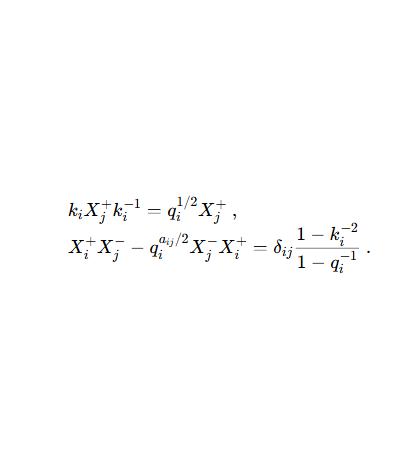 k_i X_j^+ k_i^{-1} = q_i^{1/2} X_j^+ ,
X_i^+ X_j^- - q_i^{a_{ij}/2} X_j^- X_i^+ = δ_{ij} \frac{1 - k_i^{-2}}{1 - q_i^{-1}} .